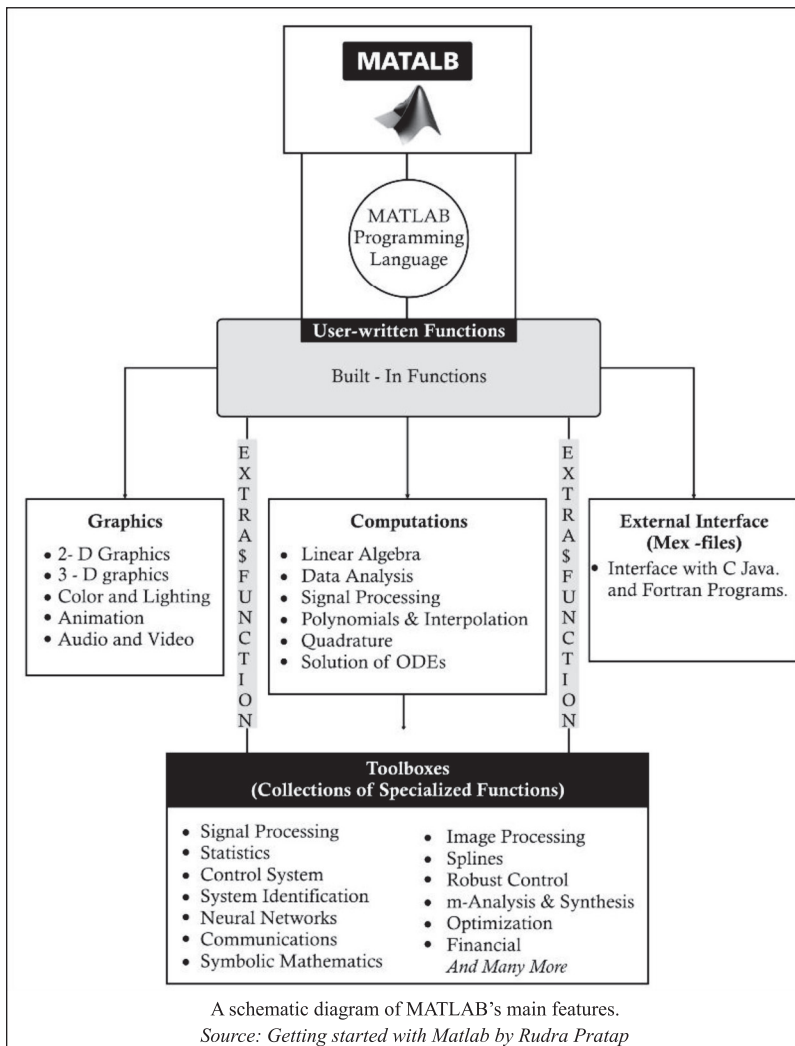 MATALB
MATLAB
Programming
Language
User-written Functions
Built - In Functions
EXTRA$FUNCTION
EXTRA$FUNCTION
Graphics
• 2- D Graphics
• 3 - D graphics
• Color and Lighting
• Animation
• Audio and Video
Computations
• Linear Algebra
• Data Analysis
• Signal Processing
• Polynomials & Interpolation
• Quadrature
• Solution of ODEs
External Interface
(Mex -files)
• Interface with C Java.
and Fortran Programs.
Toolboxes
(Collections of Specialized Functions)
• Signal Processing
• Statistics
• Control System
• System Identification
• Neural Networks
• Communications
• Symbolic Mathematics
• Image Processing
• Splines
• Robust Control
• m-Analysis & Synthesis
• Optimization
• Financial
And Many More
A schematic diagram of MATLAB's main features.
Source: Getting started with Matlab by Rudra Pratap